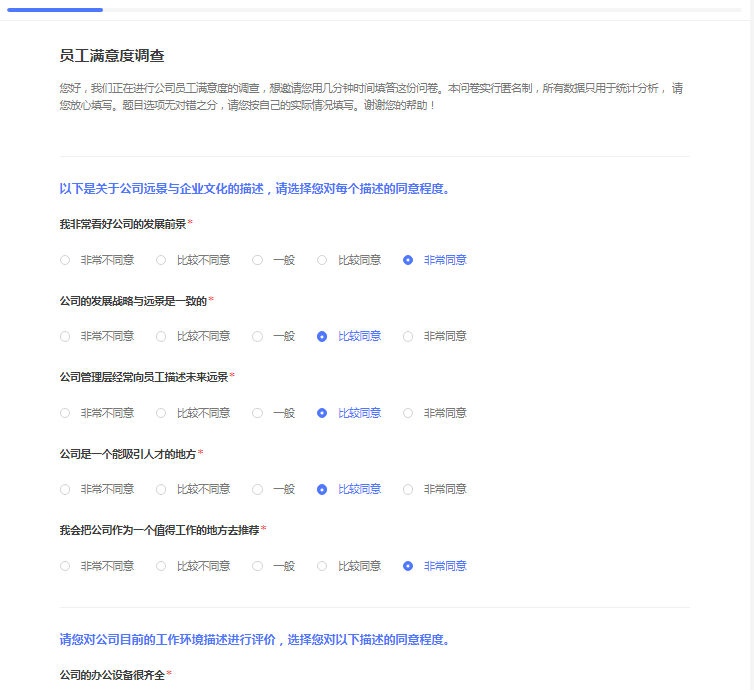 员工满意度调查
您好，我们正在进行公司员工满意度的调查，想邀请您用几分钟时间填答这份问卷。本问卷实行匿名制，所有数据只用于统计分析， 请
您放心填写。题目选项无对错之分，请您按自己的实际情况填写。谢谢您的帮助！
以下是关于公司远景与企业文化的描述，请选择您对每个描述的同意程度。
我非常看好公司的发展前景*
非常不同意 比较不同意 一般 比较同意 非常同意
公司的发展战略与远景是一致的*
非常不同意 比较不同意 一般 比较同意 非常同意
公司管理层经常向员工描述未来远景*
非常不同意 比较不同意 一般 比较同意 非常同意
公司是一个能吸引人才的地方*
非常不同意 比较不同意 一般 比较同意 非常同意
我会把公司作为一个值得工作的地方去推荐*
非常不同意 比较不同意 一般 比较同意 非常同意
请您对公司目前的工作环境描述进行评价，选择您对以下描述的同意程度。
公司的办公设备很齐全*